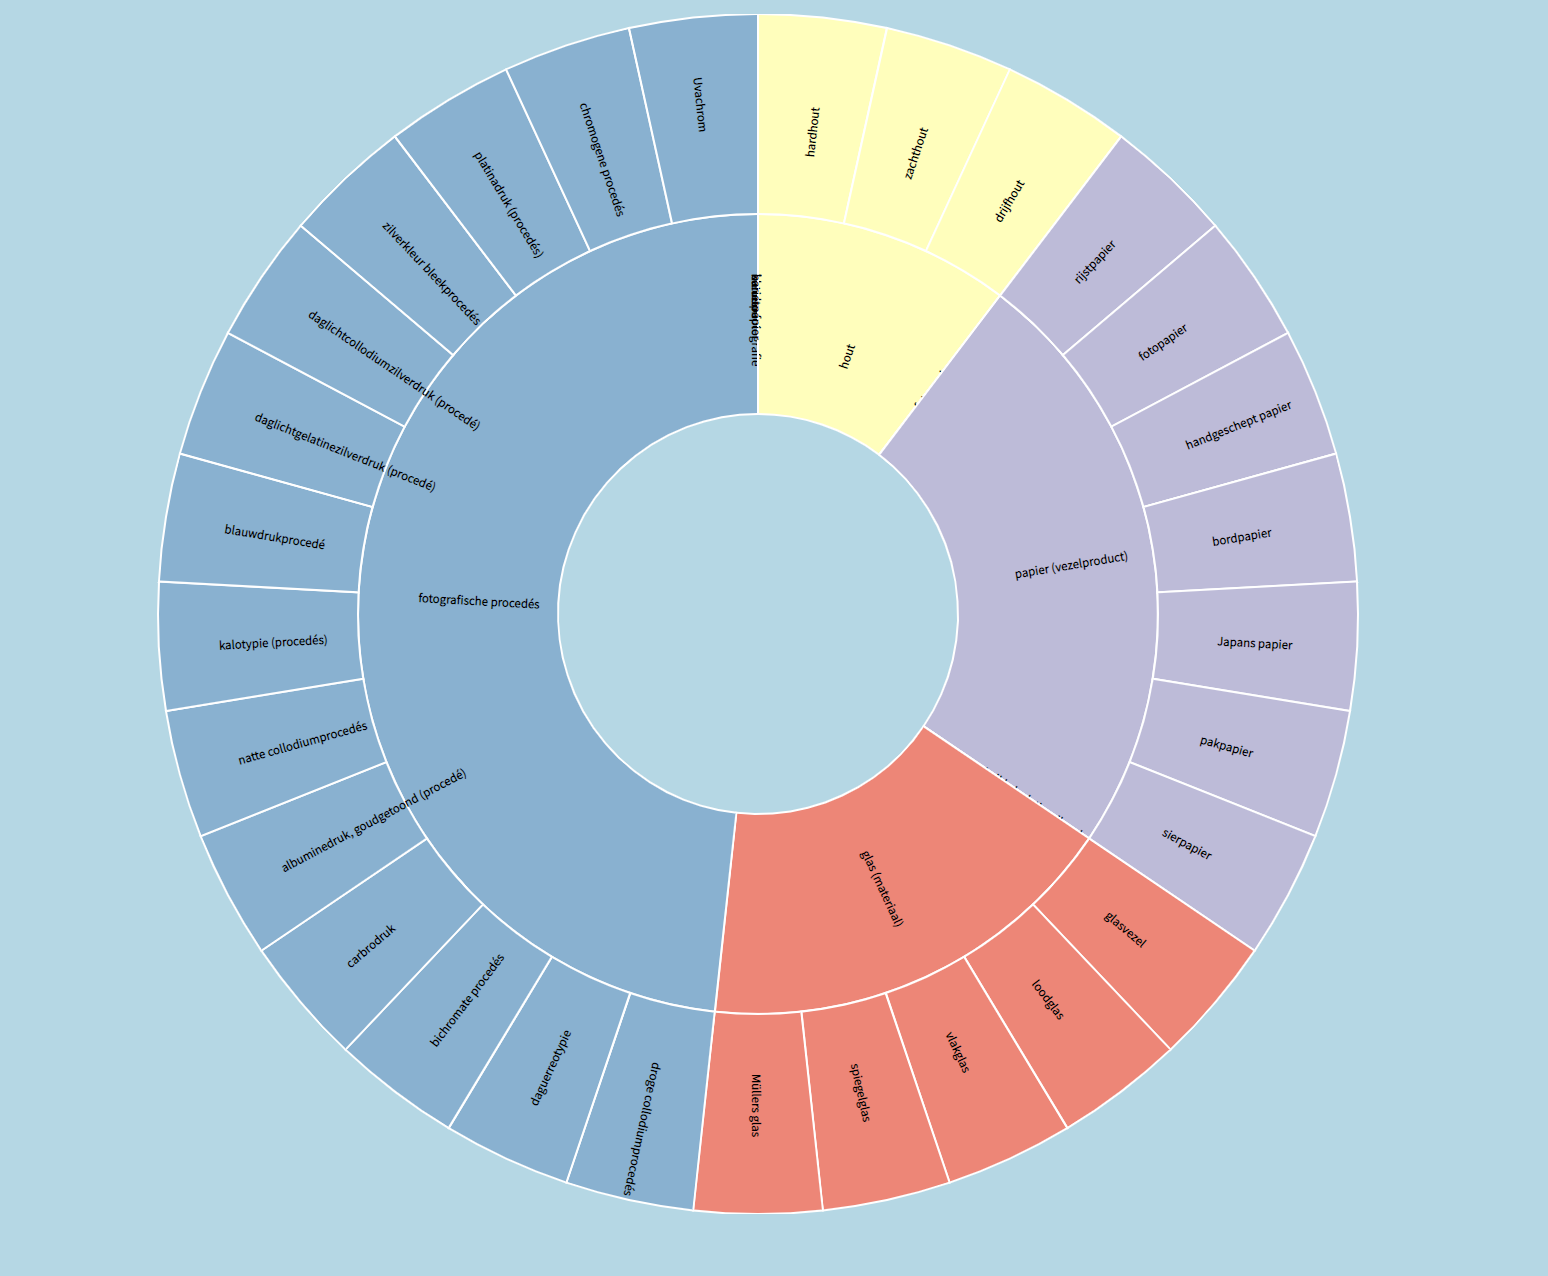 hardhout
zachthout
drijfhout
rijstpapier
fotopapier
handgeschept papier
bordpapier
Japans papier
pakpapier
sierpapier
glasvezel
loodglas
vlakglas
spiegelglas
Müllers glas
droge collodiumprocedés
daguerreotypie
bichromate procedés
carbrodruk
albuminedruk, goudgetoond (procedé)
natte collodiumprocedés
kalotypie (procedés)
blauwdrukprocedé
daglichtgelatinezilverdruk (procedé)
daglichtcollodiumzilverdruk (procedé)
zilverkleur bleekprocedés
platinadruk (procedés)
chromogene procedés
Uvachrom
hout
papier (vezelproduct)
glas (materiaal)
fotografische procedés